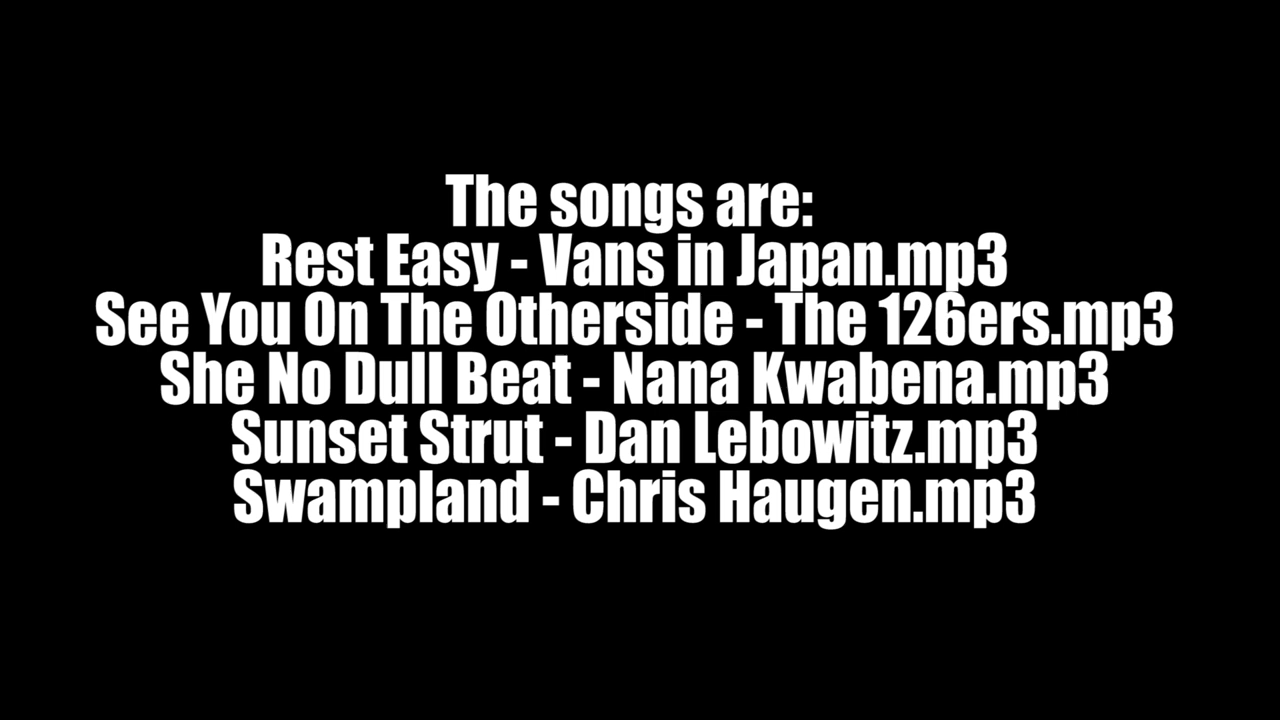 The songs are:
Rest Easy - Vans in Japan.mp3
See You On The Otherside - The 126ers.mp3
She No Dull Beat - Nana Kwabena.mp3
Sunset Strut - Dan Lebowitz.mp3
Swampland - Chris Haugen.mp3